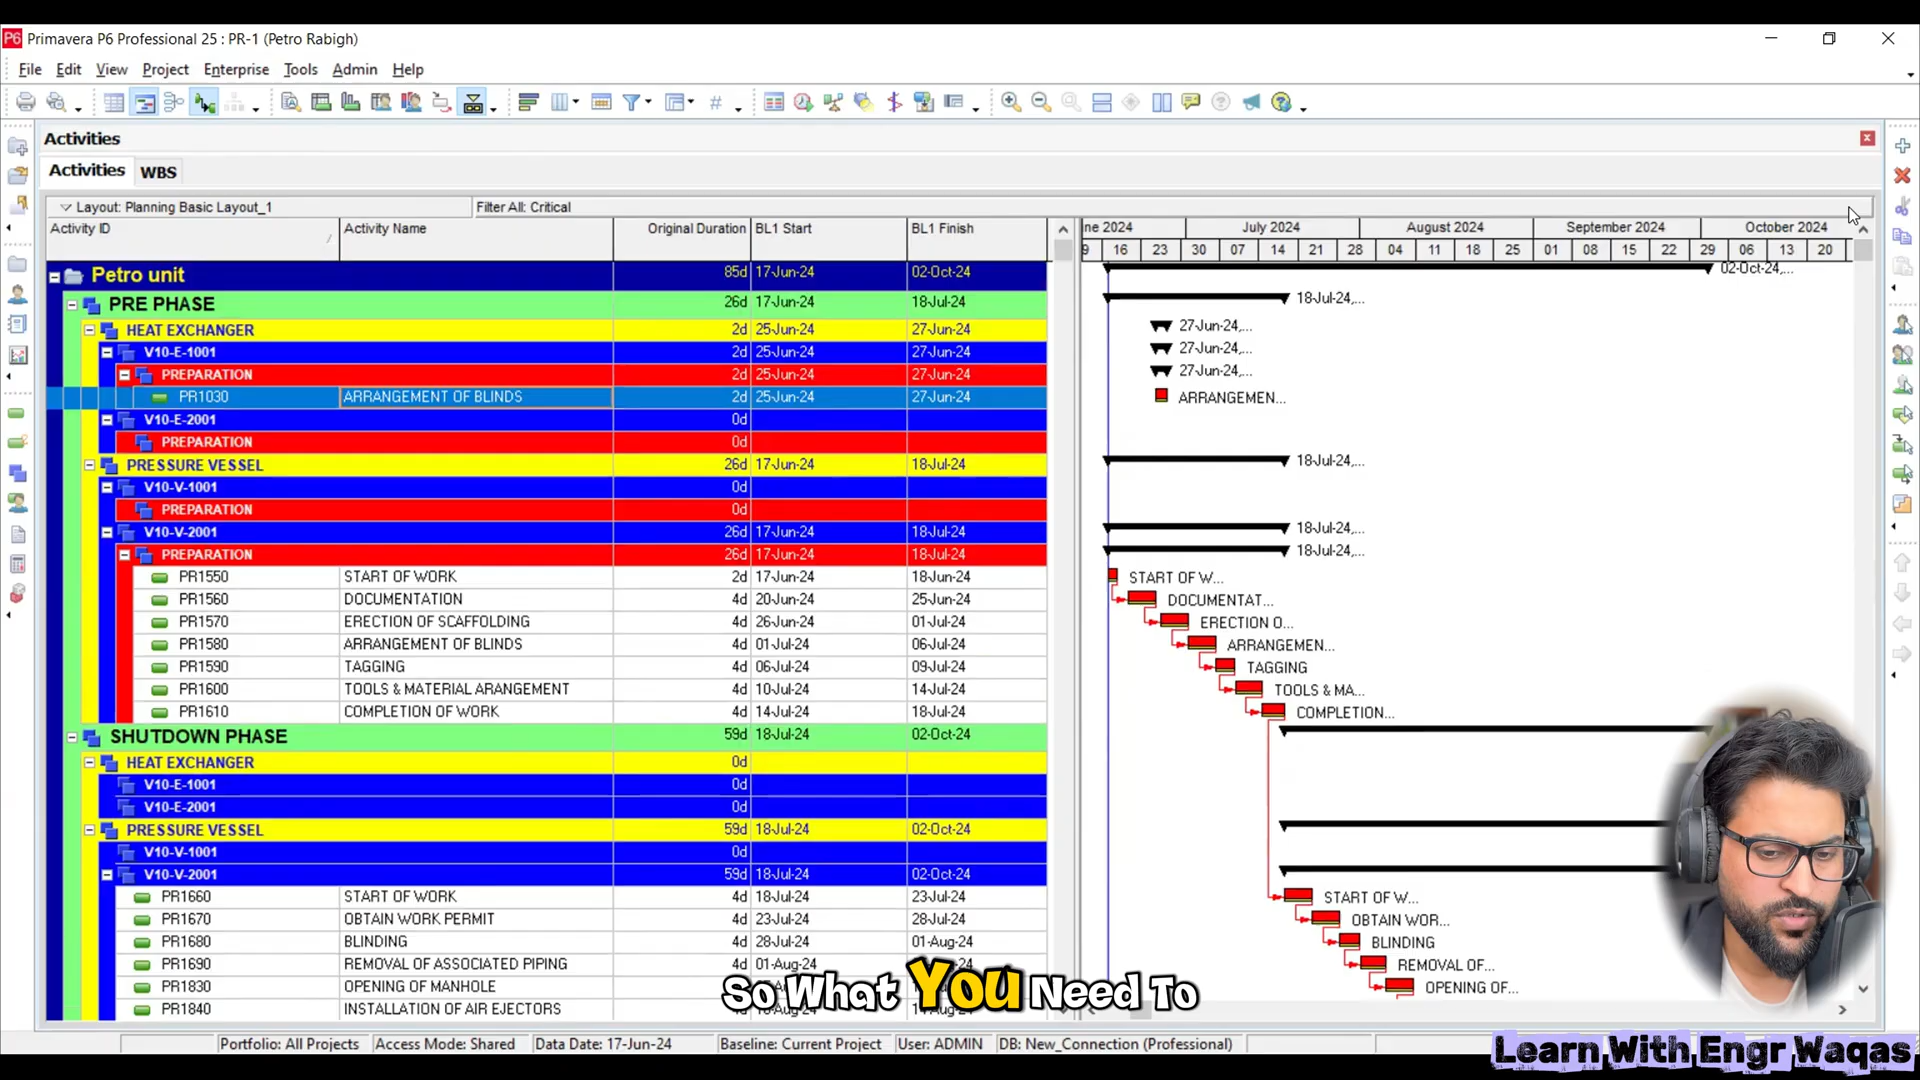 P6 Primavera P6 Professional 25 : PR-1 (Petro Rabigh)
File Edit View Project Enterprise Tools Admin Help
Activities
Activities WBS
Layout: Planning Basic Layout_1 Filter All: Critical
Activity ID Activity Name Original Duration BL1 Start BL1 Finish
ne 2024 July 2024 August 2024 September 2024 October 2024
9 16 23 30 07 14 21 28 04 11 18 25 01 08 15 22 29 06 13 20
Petro unit 85d 17-Jun-24 02-Oct-24 02-Oct-24,...
PRE PHASE 26d 17-Jun-24 18-Jul-24 18-Jul-24,...
HEAT EXCHANGER 2d 25-Jun-24 27-Jun-24 27-Jun-24,...
V10-E-1001 2d 25-Jun-24 27-Jun-24 27-Jun-24,...
PREPARATION 2d 25-Jun-24 27-Jun-24 27-Jun-24,...
PR1030 ARRANGEMENT OF BLINDS 2d 25-Jun-24 27-Jun-24 ARRANGEMEN...
V10-E-2001 0d
PREPARATION 0d
PRESSURE VESSEL 26d 17-Jun-24 18-Jul-24 18-Jul-24,...
V10-V-1001 0d
PREPARATION 0d
V10-V-2001 26d 17-Jun-24 18-Jul-24 18-Jul-24,...
PREPARATION 26d 17-Jun-24 18-Jul-24 18-Jul-24,...
PR1550 START OF WORK 2d 17-Jun-24 18-Jun-24 START OF W...
PR1560 DOCUMENTATION 4d 20-Jun-24 25-Jun-24 DOCUMENTAT...
PR1570 ERECTION OF SCAFFOLDING 4d 26-Jun-24 01-Jul-24 ERECTION O...
PR1580 ARRANGEMENT OF BLINDS 4d 01-Jul-24 06-Jul-24 ARRANGEMEN...
PR1590 TAGGING 4d 06-Jul-24 09-Jul-24 TAGGING
PR1600 TOOLS & MATERIAL ARANGEMENT 4d 10-Jul-24 14-Jul-24 TOOLS & MA...
PR1610 COMPLETION OF WORK 4d 14-Jul-24 18-Jul-24 COMPLETION...
SHUTDOWN PHASE 59d 18-Jul-24 02-Oct-24
HEAT EXCHANGER 0d
V10-E-1001 0d
V10-E-2001 0d
PRESSURE VESSEL 59d 18-Jul-24 02-Oct-24
V10-V-1001 0d
V10-V-2001 59d 18-Jul-24 02-Oct-24
PR1660 START OF WORK 4d 18-Jul-24 23-Jul-24 START OF W...
PR1670 OBTAIN WORK PERMIT 4d 23-Jul-24 28-Jul-24 OBTAIN WOR...
PR1680 BLINDING 4d 28-Jul-24 01-Aug-24 BLINDING
PR1690 REMOVAL OF ASSOCIATED PIPING 4d 01-Aug-24 REMOVAL OF...
PR1830 OPENING OF MANHOLE OPENING OF...
PR1840 INSTALLATION OF AIR EJECTORS
So What You Need To
Portfolio: All Projects Access Mode: Shared Data Date: 17-Jun-24 Baseline: Current Project User: ADMIN DB: New_Connection (Professional)
Learn With Engr Waqas